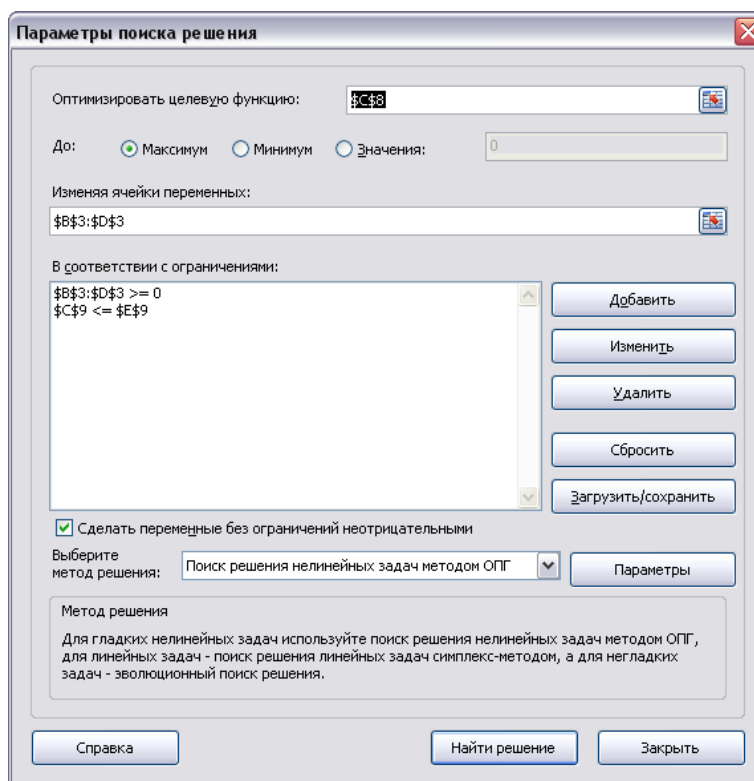 Параметры поиска решения
Оптимизировать целевую функцию: $C$8
До: Максимум Минимум Значения: 0
Изменяя ячейки переменных:
$B$3:$D$3
В соответствии с ограничениями:
$B$3:$D$3 >= 0
$C$9 <= $E$9
Добавить
Изменить
Удалить
Сбросить
Загрузить/сохранить
Сделать переменные без ограничений неотрицательными
Выберите
метод решения: Поиск решения нелинейных задач методом ОПГ Параметры
Метод решения
Для гладких нелинейных задач используйте поиск решения нелинейных задач методом ОПГ,
для линейных задач - поиск решения линейных задач симплекс-методом, а для негладких
задач - эволюционный поиск решения.
Справка Найти решение Закрыть